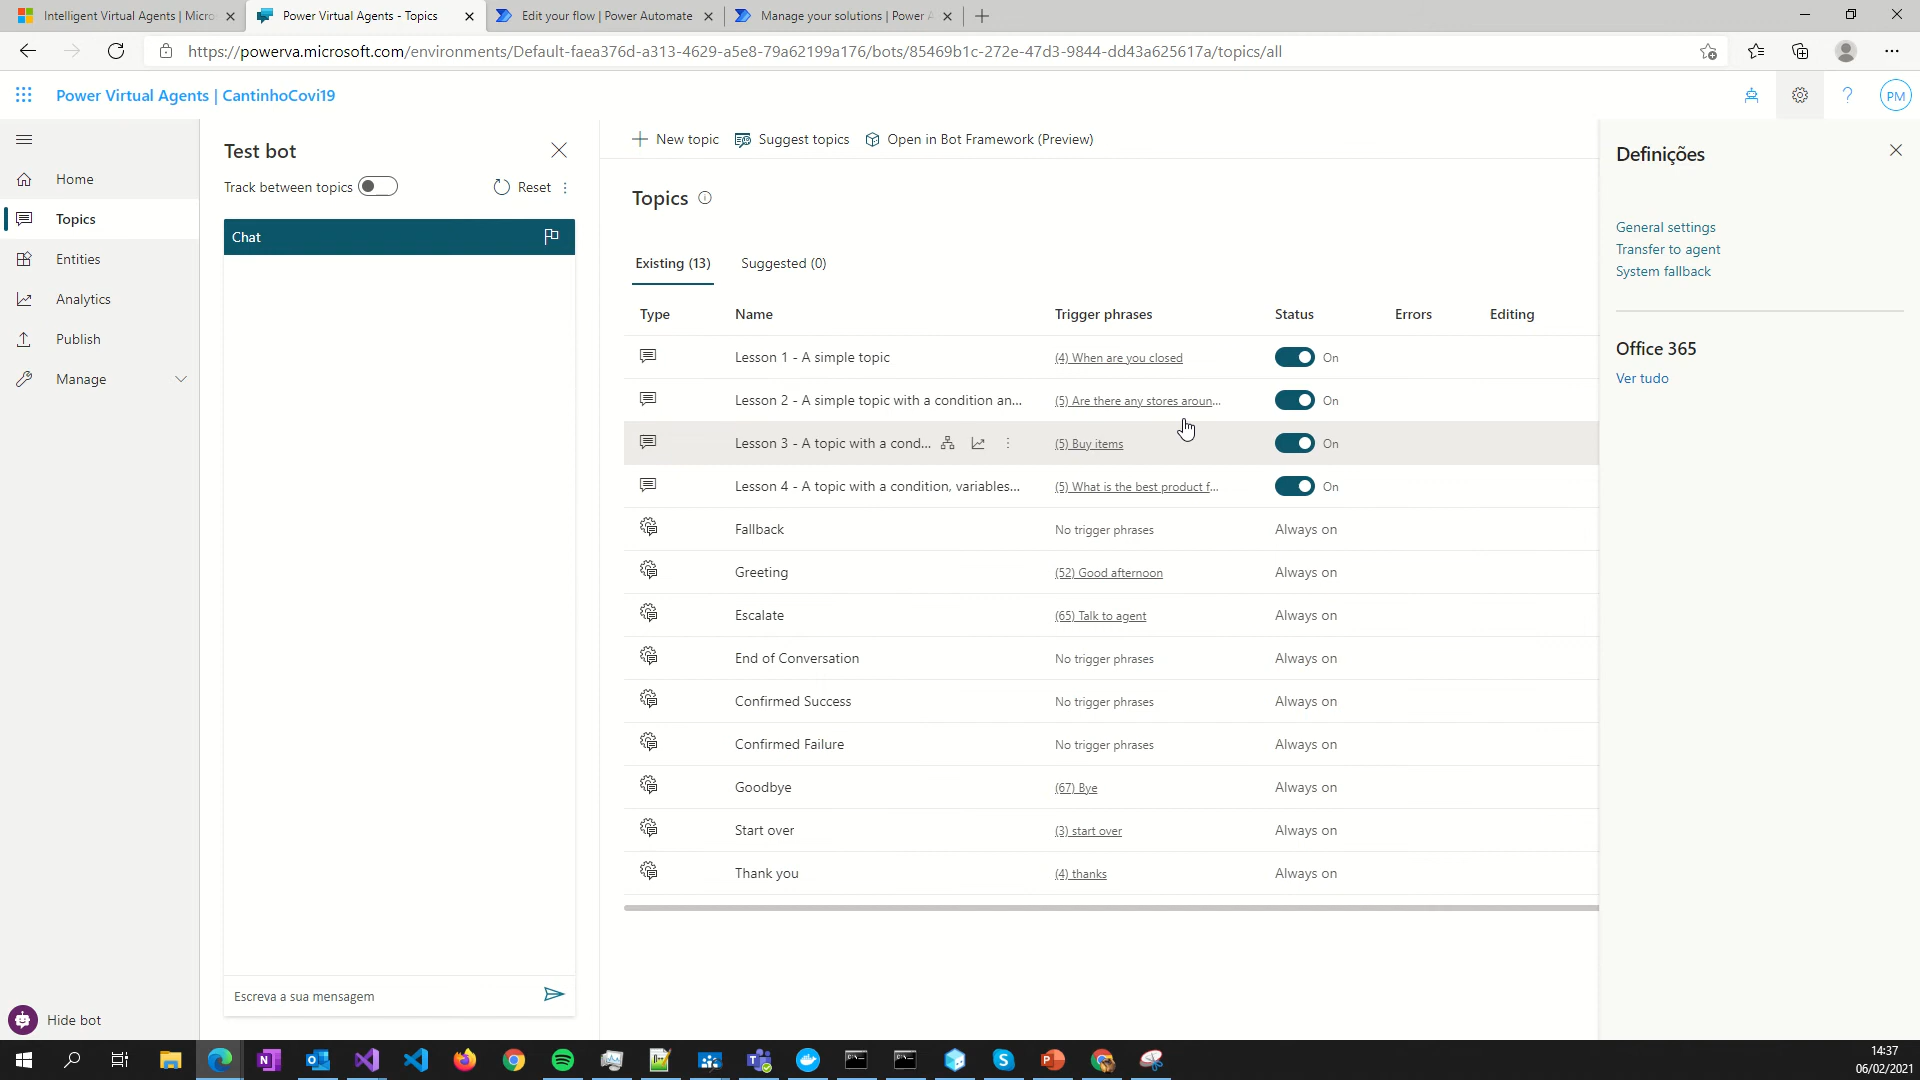 Intelligent Virtual Agents | Micro
Power Virtual Agents - Topics
Edit your flow | Power Automate
Manage your solutions | Power A
https://powerva.microsoft.com/environments/Default-faea376d-a313-4629-a5e8-79a62199a176/bots/85469b1c-272e-47d3-9844-dd43a625617a/topics/all
Power Virtual Agents | CantinhoCovi19
?
PM
Home
Topics
Entities
Analytics
Publish
Manage
Hide bot
Test bot
Track between topics
Reset
Chat
Escreva a sua mensagem
New topic
Suggest topics
Open in Bot Framework (Preview)
Topics
Existing (13)
Suggested (0)
Type Name Trigger phrases Status Errors Editing
Lesson 1 - A simple topic (4) When are you closed On
Lesson 2 - A simple topic with a condition an... (5) Are there any stores aroun... On
Lesson 3 - A topic with a cond... (5) Buy items On
Lesson 4 - A topic with a condition, variables... (5) What is the best product f... On
Fallback No trigger phrases Always on
Greeting (52) Good afternoon Always on
Escalate (65) Talk to agent Always on
End of Conversation No trigger phrases Always on
Confirmed Success No trigger phrases Always on
Confirmed Failure No trigger phrases Always on
Goodbye (67) Bye Always on
Start over (3) start over Always on
Thank you (4) thanks Always on
Definições
General settings
Transfer to agent
System fallback
Office 365
Ver tudo
14:37
06/02/2021